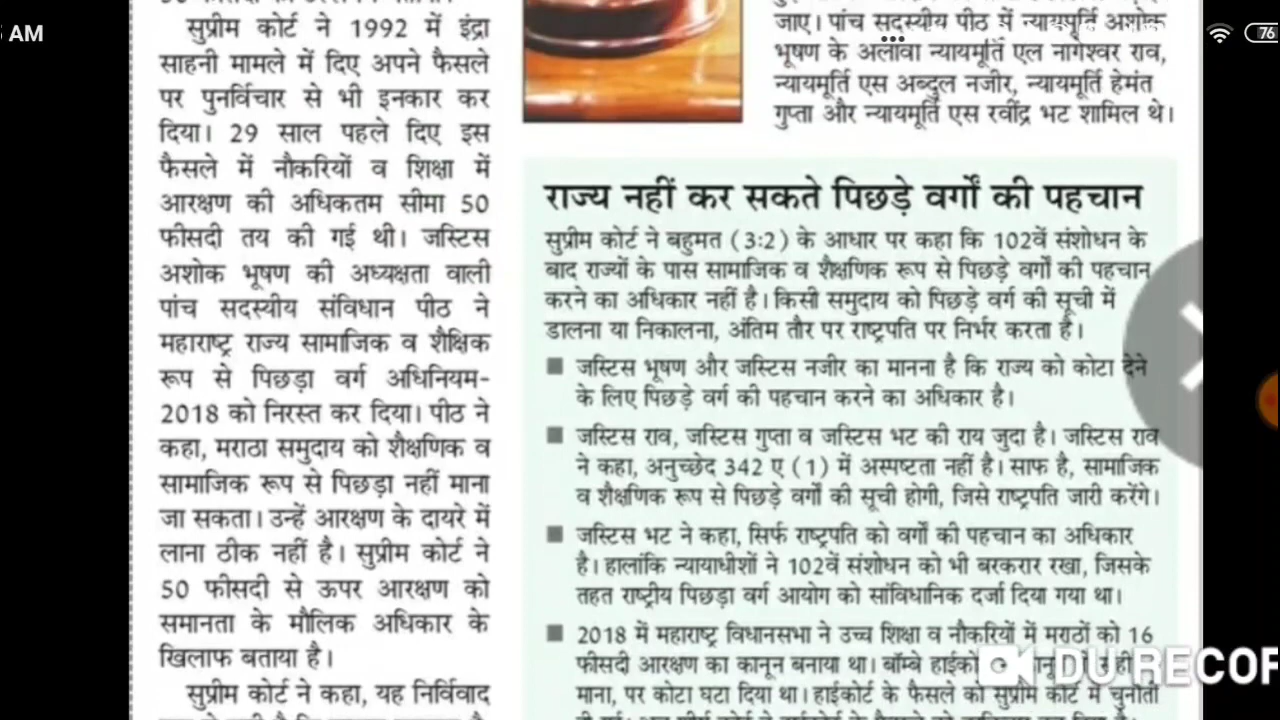 AM
76
सुप्रीम कोर्ट ने 1992 में इंद्रा
साहनी मामले में दिए अपने फैसले
पर पुनर्विचार से भी इनकार कर
दिया। 29 साल पहले दिए इस
फैसले में नौकरियों व शिक्षा में
आरक्षण की अधिकतम सीमा 50
फीसदी तय की गई थी। जस्टिस
अशोक भूषण की अध्यक्षता वाली
पांच सदस्यीय संविधान पीठ ने
महाराष्ट्र राज्य सामाजिक व शैक्षिक
रूप से पिछड़ा वर्ग अधिनियम-
2018 को निरस्त कर दिया। पीठ ने
कहा, मराठा समुदाय को शैक्षणिक व
सामाजिक रूप से पिछड़ा नहीं माना
जा सकता। उन्हें आरक्षण के दायरे में
लाना ठीक नहीं है। सुप्रीम कोर्ट ने
50 फीसदी से ऊपर आरक्षण को
समानता के मौलिक अधिकार के
खिलाफ बताया है।
सुप्रीम कोर्ट ने कहा, यह निर्विवाद
जाए। पांच सदस्यीय पीठ में न्यायमूर्ति अशोक
भूषण के अलावा न्यायमूर्ति एल नागेश्वर राव,
न्यायमूर्ति एस अब्दुल नजीर, न्यायमूर्ति हेमंत
गुप्ता और न्यायमूर्ति एस रवींद्र भट शामिल थे।
राज्य नहीं कर सकते पिछड़े वर्गों की पहचान
सुप्रीम कोर्ट ने बहुमत (3:2) के आधार पर कहा कि 102वें संशोधन के
बाद राज्यों के पास सामाजिक व शैक्षणिक रूप से पिछड़े वर्गों की पहचान
करने का अधिकार नहीं है। किसी समुदाय को पिछड़े वर्ग की सूची में
डालना या निकालना, अंतिम तौर पर राष्ट्रपति पर निर्भर करता है।
■ जस्टिस भूषण और जस्टिस नजीर का मानना है कि राज्य को कोटा देने
के लिए पिछड़े वर्ग की पहचान करने का अधिकार है।
■ जस्टिस राव, जस्टिस गुप्ता व जस्टिस भट की राय जुदा है। जस्टिस राव
ने कहा, अनुच्छेद 342 ए (1) में अस्पष्टता नहीं है। साफ है, सामाजिक
व शैक्षणिक रूप से पिछड़े वर्गों की सूची होगी, जिसे राष्ट्रपति जारी करेंगे।
■ जस्टिस भट ने कहा, सिर्फ राष्ट्रपति को वर्गों की पहचान का अधिकार
है। हालांकि न्यायाधीशों ने 102वें संशोधन को भी बरकरार रखा, जिसके
तहत राष्ट्रीय पिछड़ा वर्ग आयोग को सांविधानिक दर्जा दिया गया था।
■ 2018 में महाराष्ट्र विधानसभा ने उच्च शिक्षा व नौकरियों में मराठों को 16
फीसदी आरक्षण का कानून बनाया था। बॉम्बे
माना, पर कोटा घटा दिया था। हाईकोर्ट के फैसले को सुप्रीम कोर्ट में चुनौती
DU RECOR